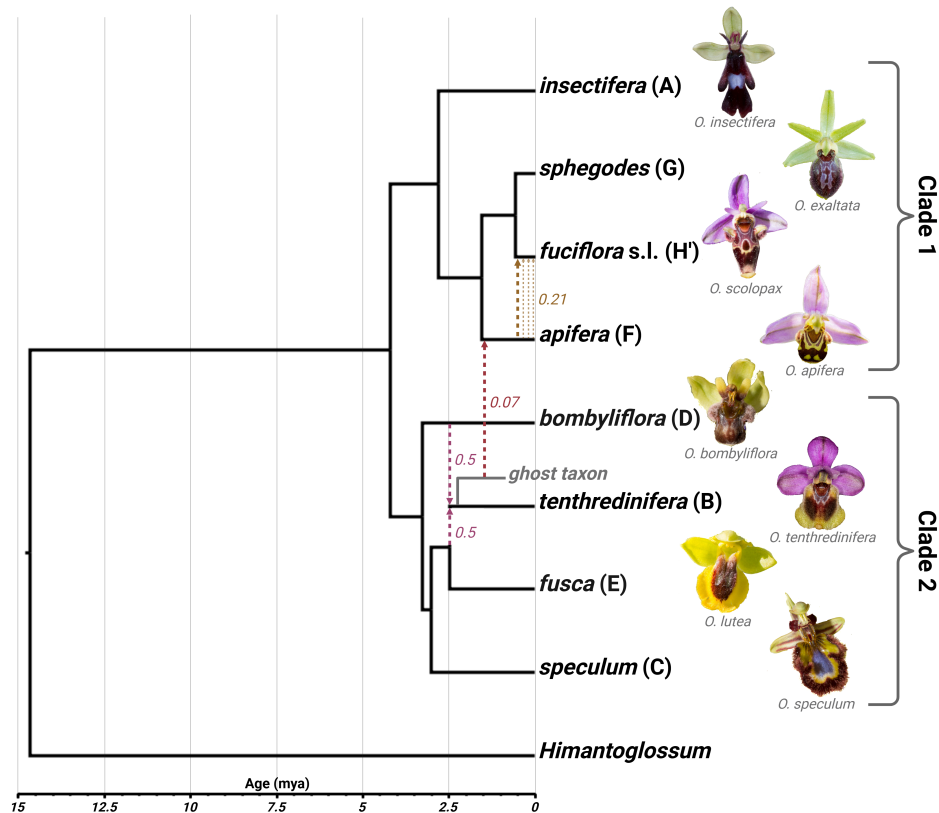 insectifera (A)
O. insectifera
sphegodes (G)
O. exaltata
Clade 1
fuciflora s.l. (H')
O. scolopax
0.21
apifera (F)
O. apifera
0.07
bombyliflora (D)
O. bombyliflora
0.5
ghost taxon
tenthredinifera (B)
O. tenthredinifera
0.5
Clade 2
fusca (E)
O. lutea
speculum (C)
O. speculum
Himantoglossum
Age (mya)
15 12.5 10 7.5 5 2.5 0